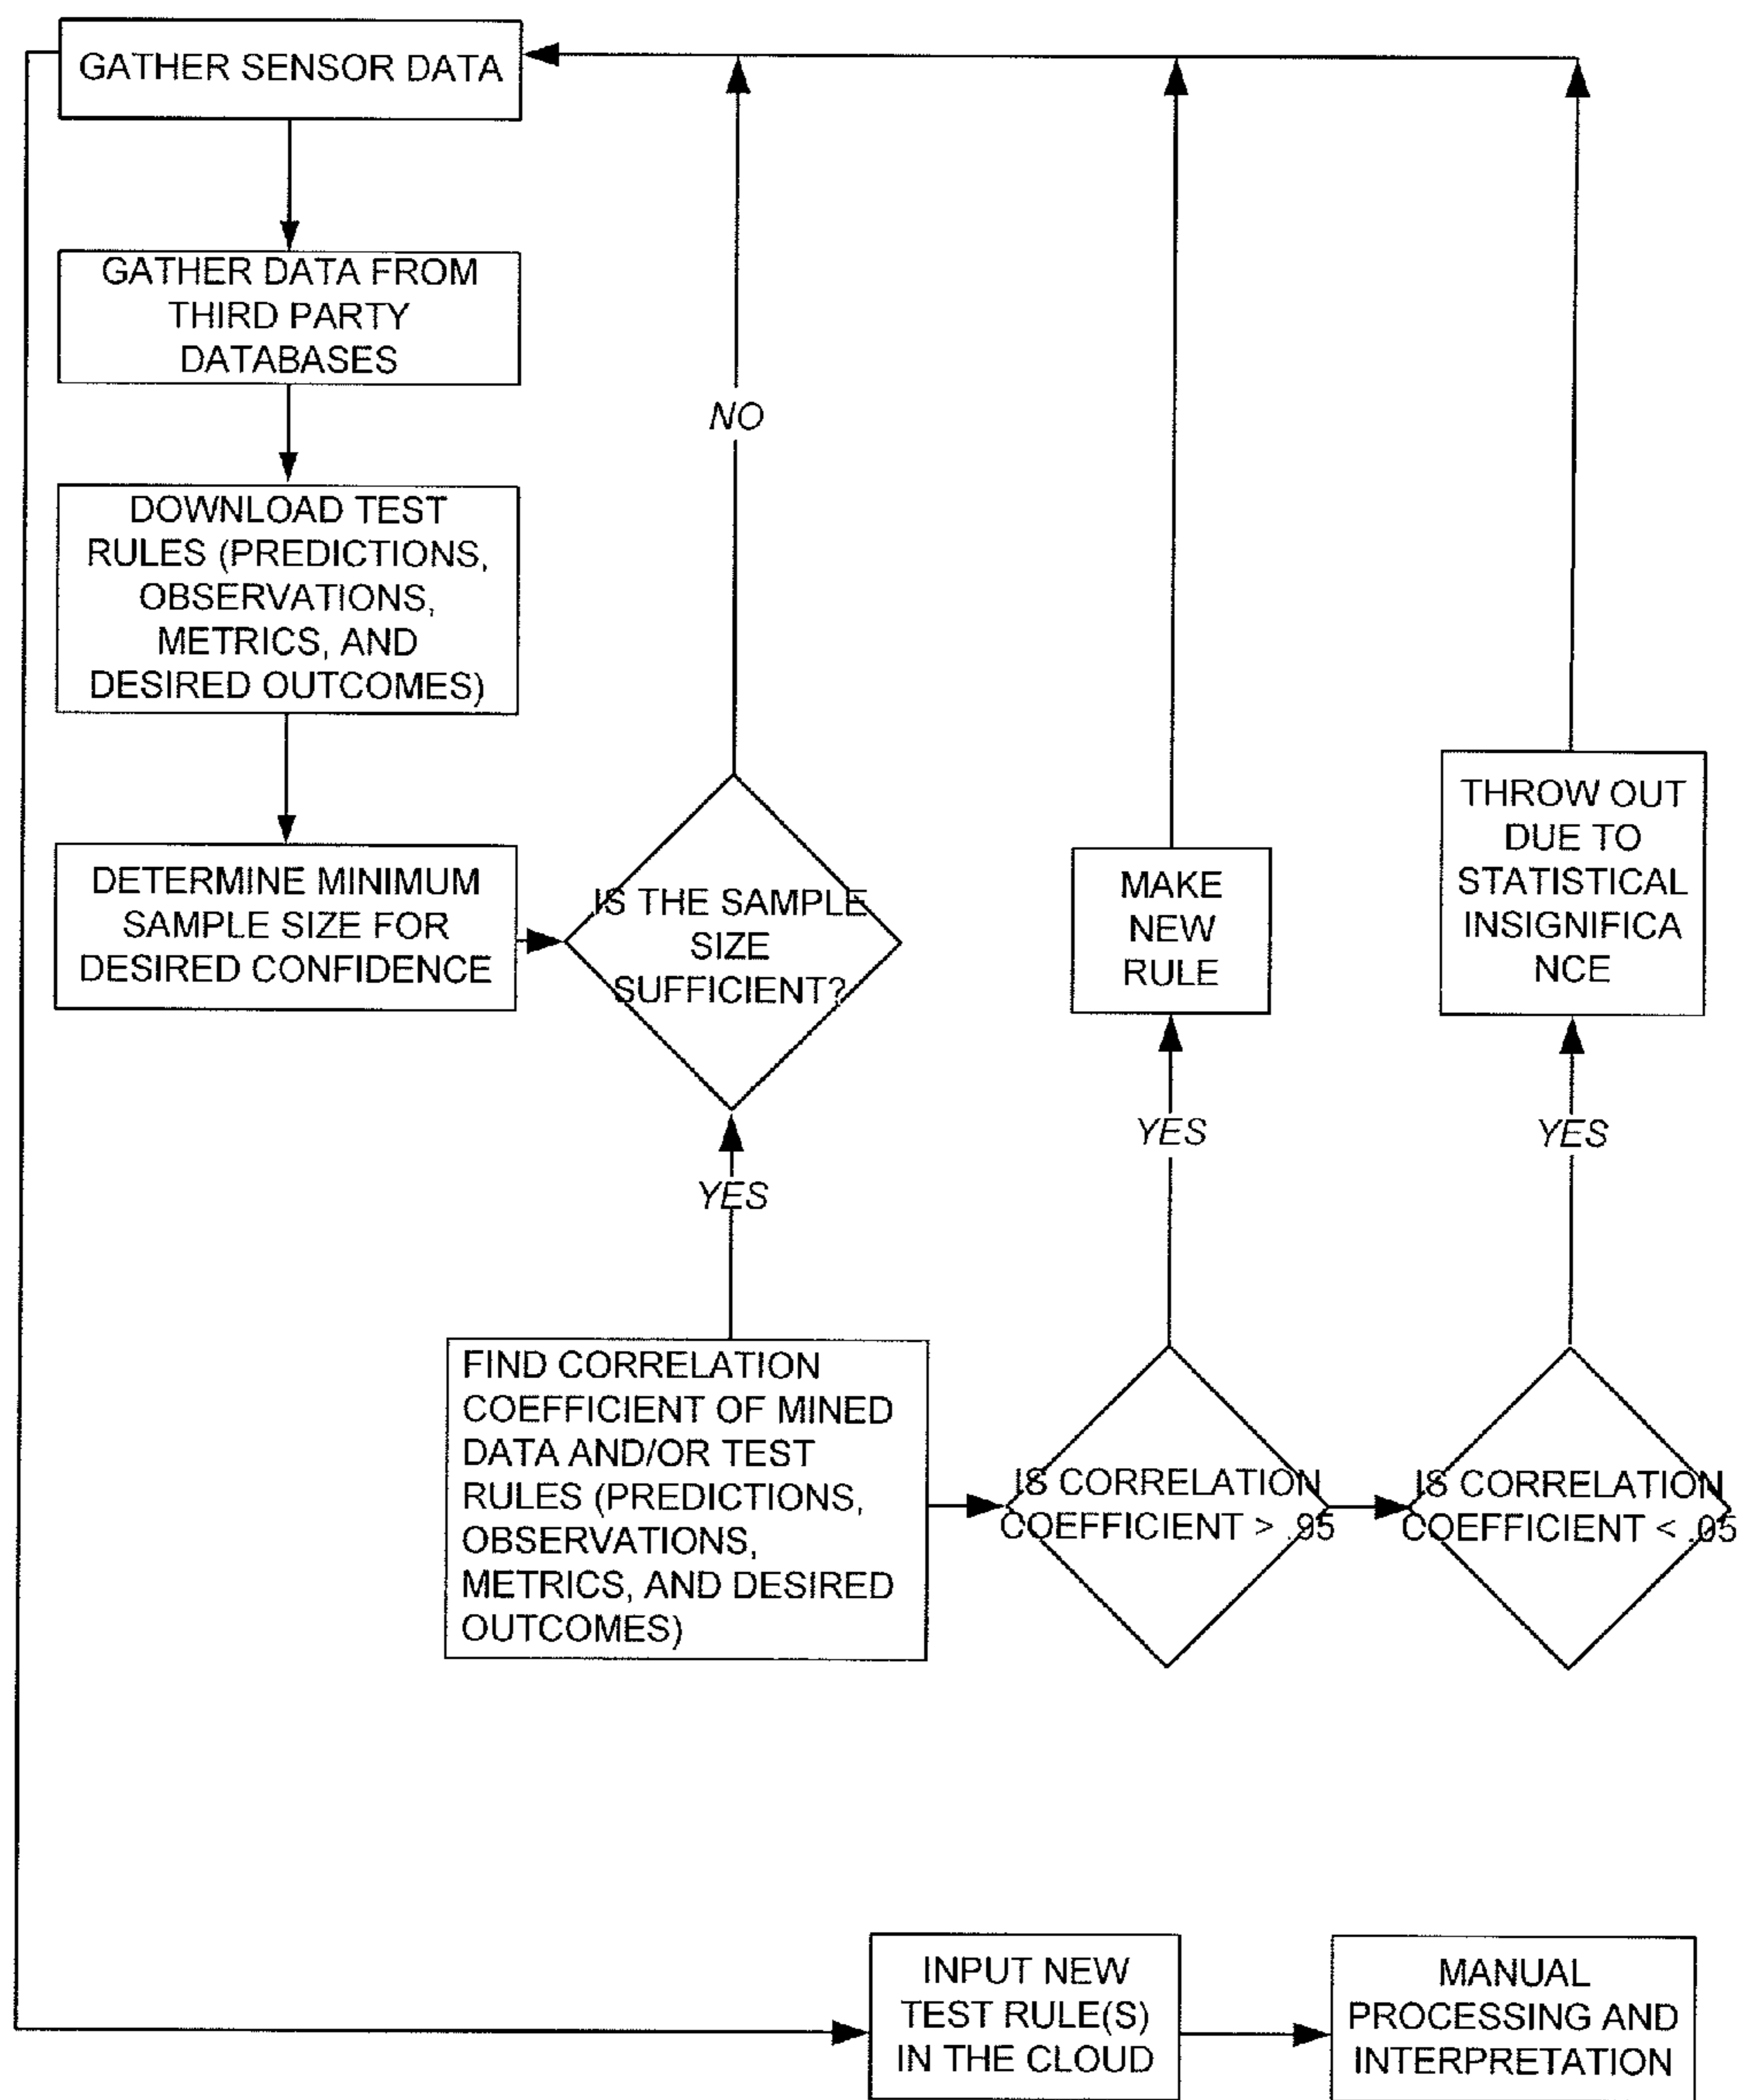 GATHER SENSOR DATA
GATHER DATA FROM
THIRD PARTY
DATABASES
DOWNLOAD TEST
RULES (PREDICTIONS,
OBSERVATIONS,
METRICS, AND
DESIRED OUTCOMES)
DETERMINE MINIMUM
SAMPLE SIZE FOR
DESIRED CONFIDENCE
NO
IS THE SAMPLE
SIZE
SUFFICIENT?
YES
FIND CORRELATION
COEFFICIENT OF MINED
DATA AND/OR TEST
RULES (PREDICTIONS,
OBSERVATIONS,
METRICS, AND DESIRED
OUTCOMES)
MAKE
NEW
RULE
YES
IS CORRELATION
COEFFICIENT > .95
THROW OUT
DUE TO
STATISTICAL
INSIGNIFICA
NCE
YES
IS CORRELATION
COEFFICIENT < .05
INPUT NEW
TEST RULE(S)
IN THE CLOUD
MANUAL
PROCESSING AND
INTERPRETATION